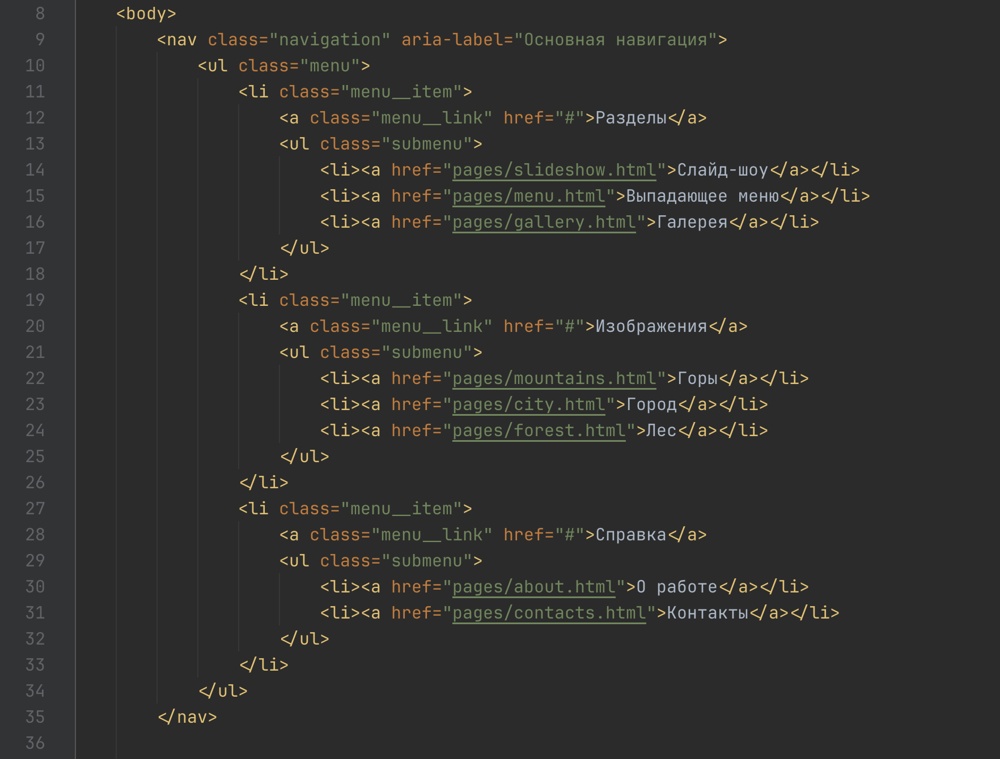 8 <body>
9 <nav class="navigation" aria-label="Основная навигация">
10 <ul class="menu">
11 <li class="menu__item">
12 <a class="menu__link" href="#">Разделы</a>
13 <ul class="submenu">
14 <li><a href="pages/slideshow.html">Слайд-шоу</a></li>
15 <li><a href="pages/menu.html">Выпадающее меню</a></li>
16 <li><a href="pages/gallery.html">Галерея</a></li>
17 </ul>
18 </li>
19 <li class="menu__item">
20 <a class="menu__link" href="#">Изображения</a>
21 <ul class="submenu">
22 <li><a href="pages/mountains.html">Горы</a></li>
23 <li><a href="pages/city.html">Город</a></li>
24 <li><a href="pages/forest.html">Лес</a></li>
25 </ul>
26 </li>
27 <li class="menu__item">
28 <a class="menu__link" href="#">Справка</a>
29 <ul class="submenu">
30 <li><a href="pages/about.html">О работе</a></li>
31 <li><a href="pages/contacts.html">Контакты</a></li>
32 </ul>
33 </li>
34 </ul>
35 </nav>
36